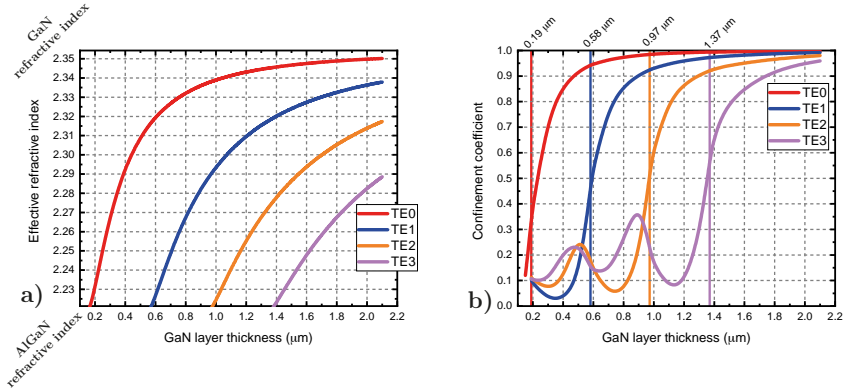 GaN
refractive index
2.35
2.34
2.33
2.32
2.31
2.30
2.29
2.28
2.27
2.26
2.25
2.24
2.23
Effective refractive index
TE0
TE1
TE2
TE3
a)
0.2 0.4 0.6 0.8 1.0 1.2 1.4 1.6 1.8 2.0 2.2
GaN layer thickness (μm)
AlGaN
refractive index
0.19 μm
0.58 μm
0.97 μm
1.37 μm
1.0
0.9
0.8
0.7
0.6
0.5
0.4
0.3
0.2
0.1
0.0
Confinement coefficient
TE0
TE1
TE2
TE3
b)
0.2 0.4 0.6 0.8 1.0 1.2 1.4 1.6 1.8 2.0 2.2
GaN layer thickness (μm)